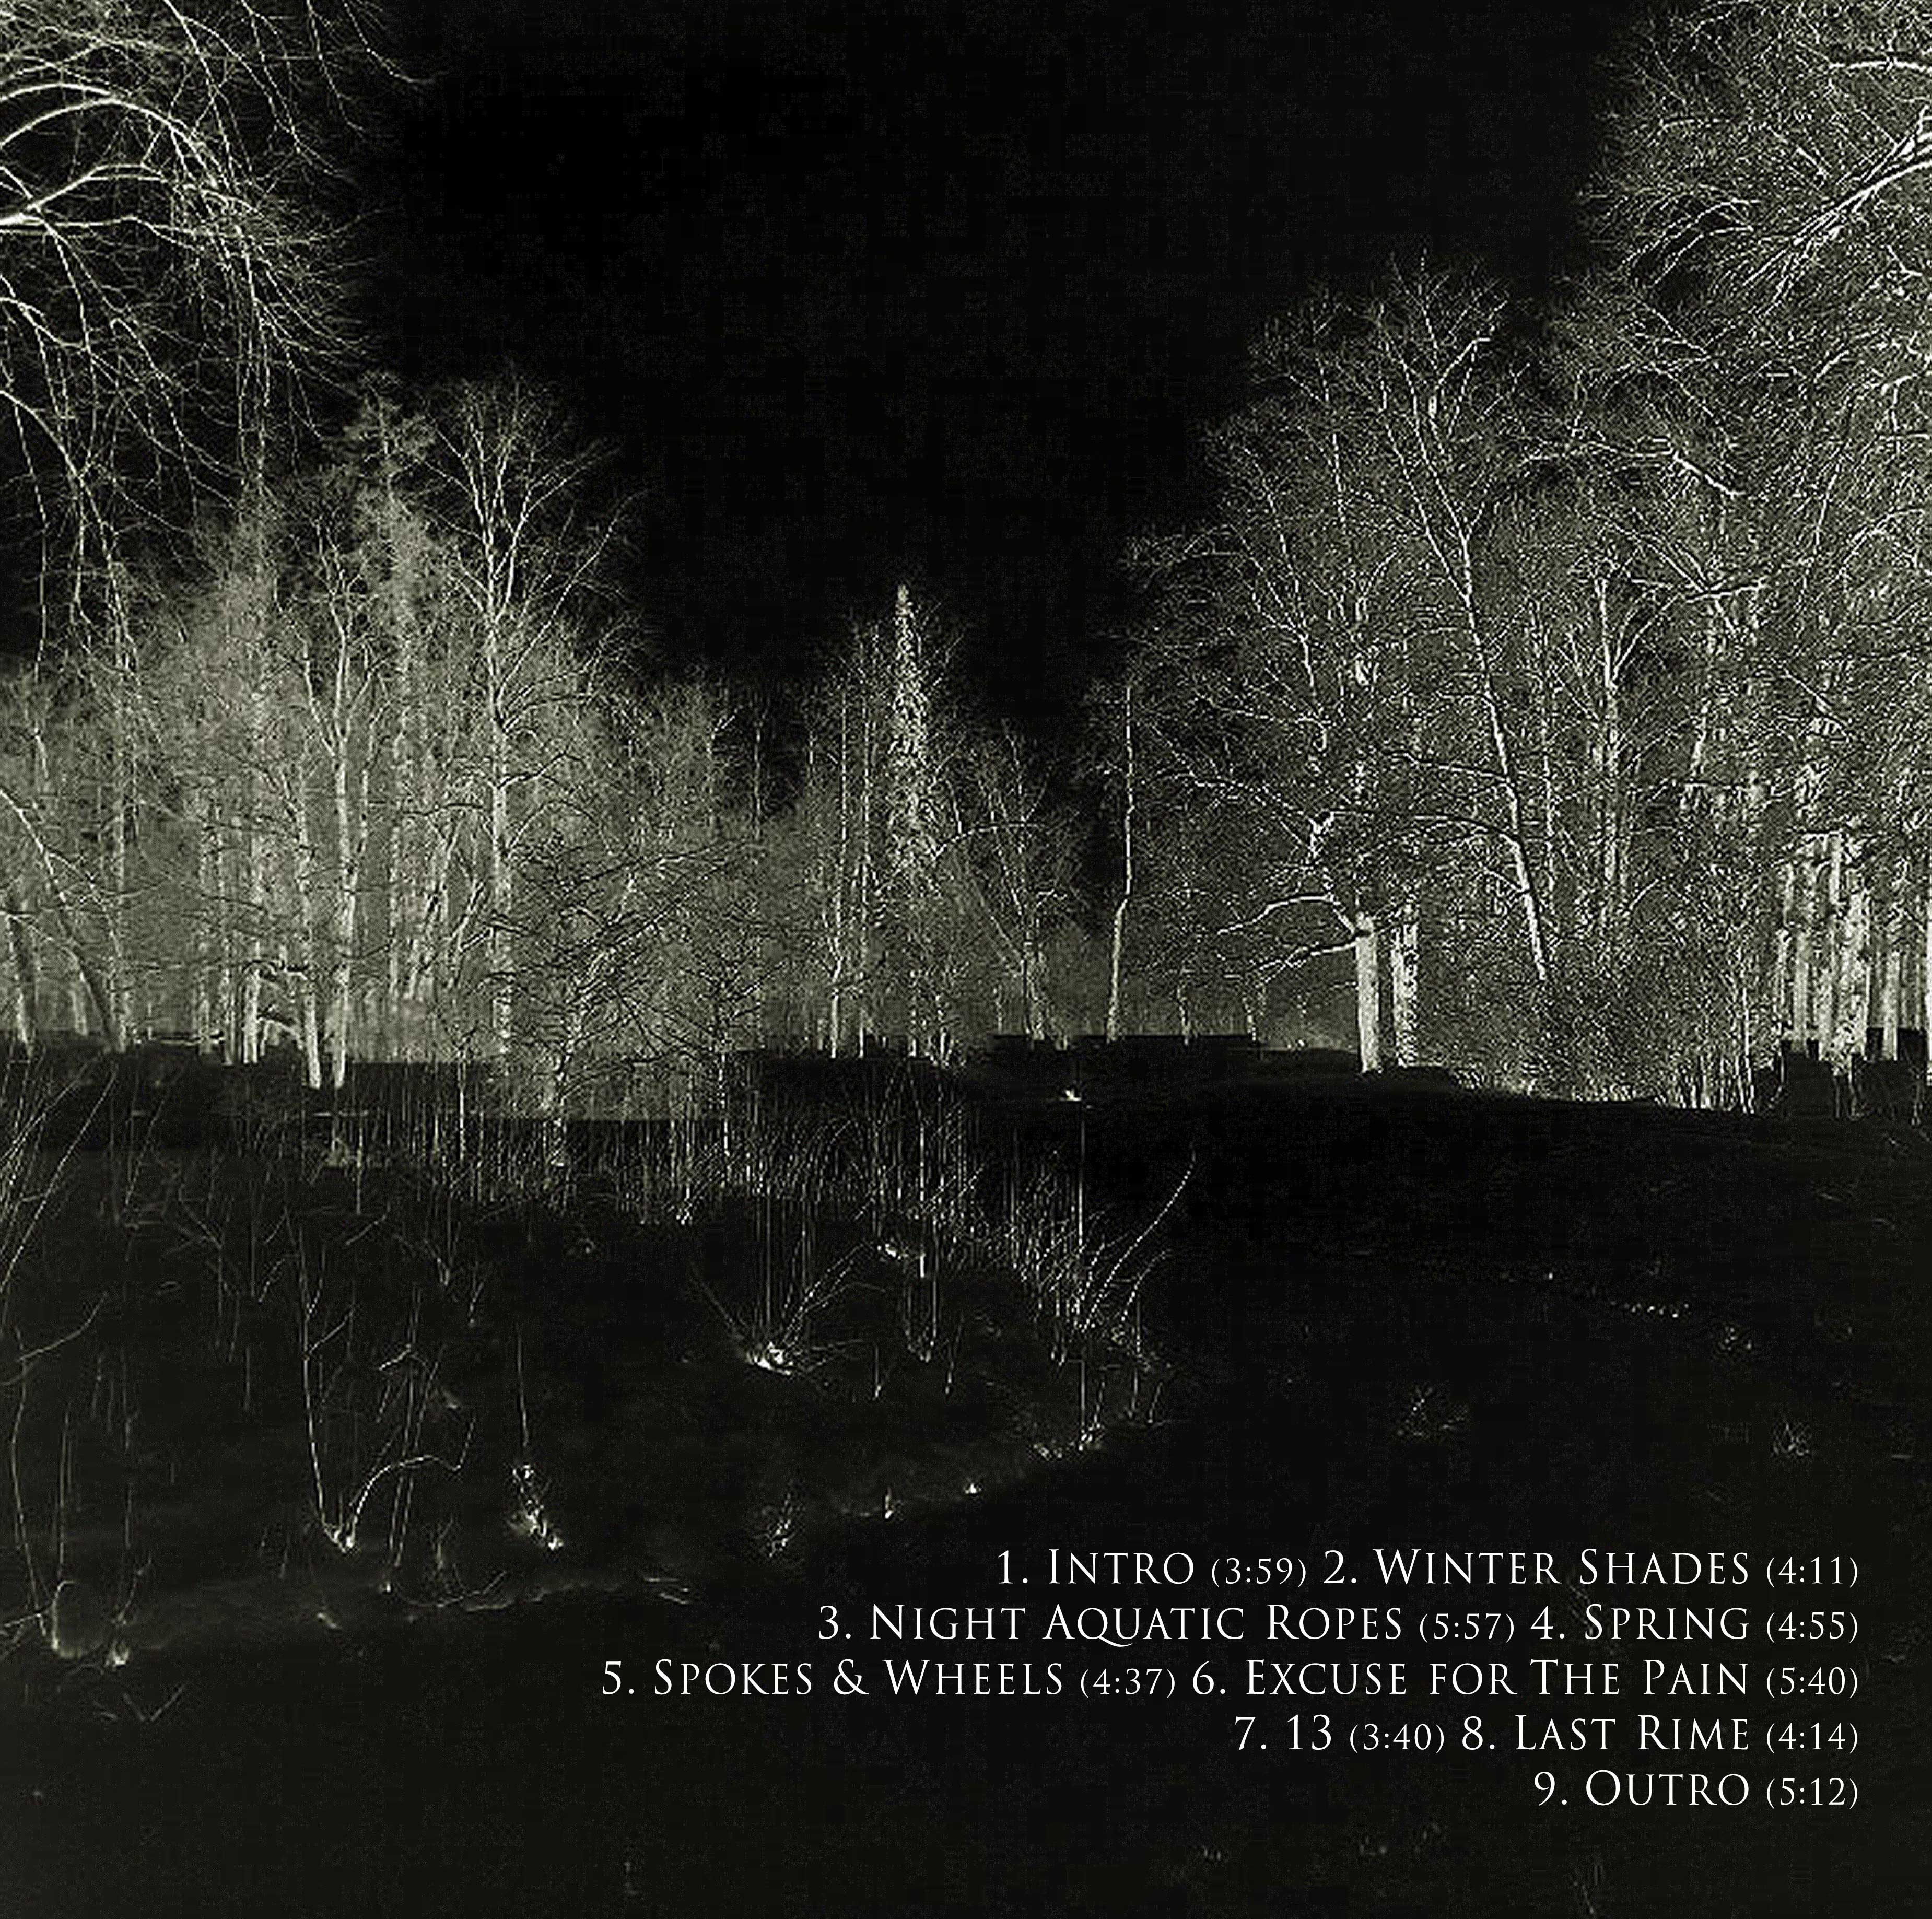 1. Intro (3:59) 2. Winter Shades (4:11)
3. Night Aquatic Ropes (5:57) 4. Spring (4:55)
5. Spokes & Wheels (4:37) 6. Excuse for The Pain (5:40)
7. 13 (3:40) 8. Last Rime (4:14)
9. Outro (5:12)